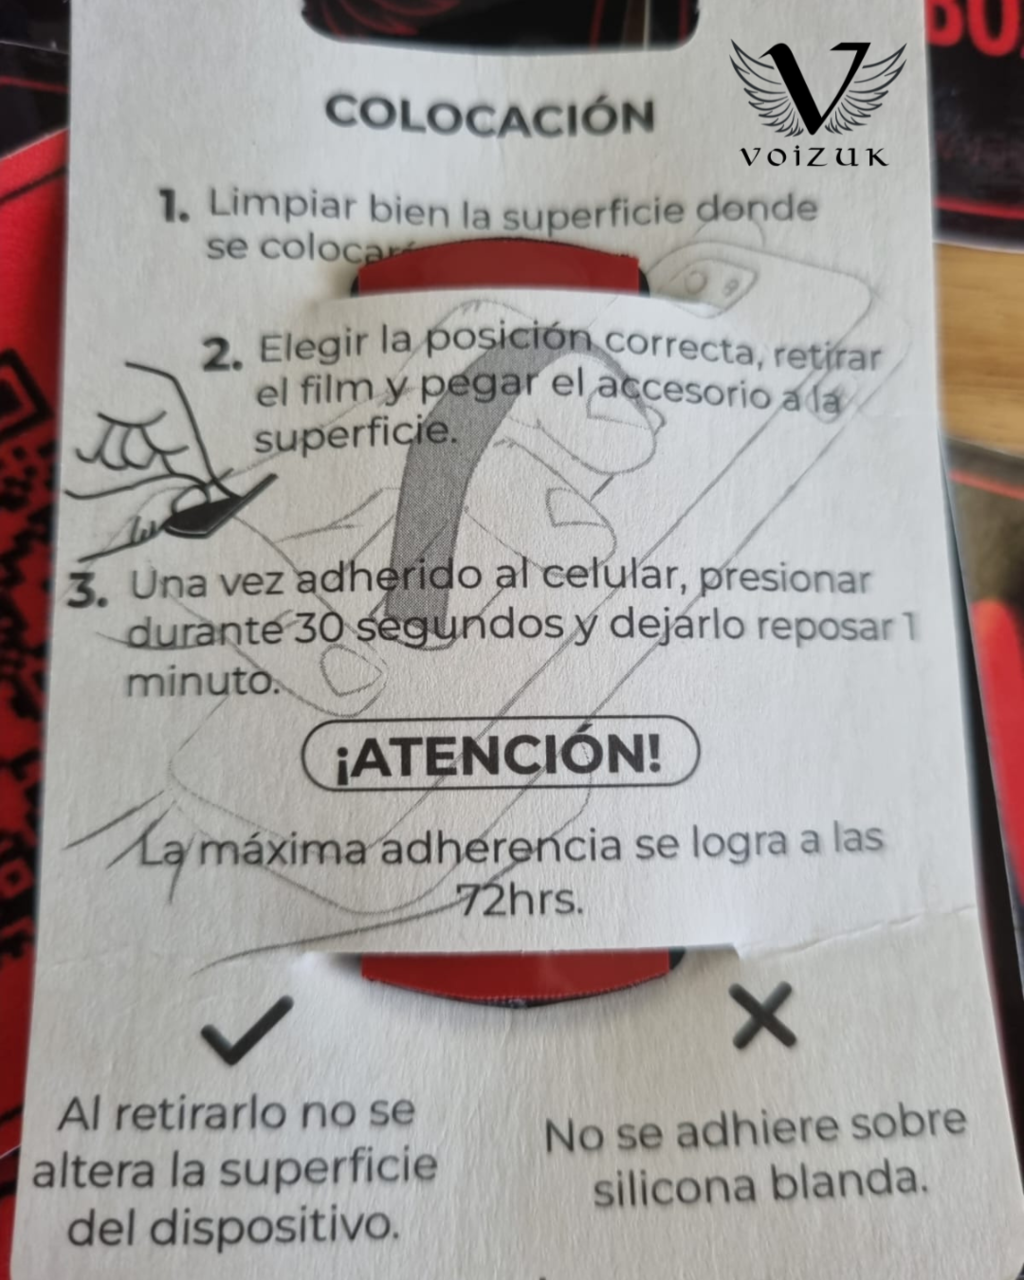 VOIZUK
COLOCACIÓN
1. Limpiar bien la superficie donde
se colocará
2. Elegir la posición correcta, retirar
el film y pegar el accesorio a la
superficie.
3. Una vez adherido al celular, presionar
durante 30 segundos y dejarlo reposar 1
minuto.
¡ATENCIÓN!
La máxima adherencia se logra a las
72hrs.
Al retirarlo no se
altera la superficie
del dispositivo.
No se adhiere sobre
silicona blanda.